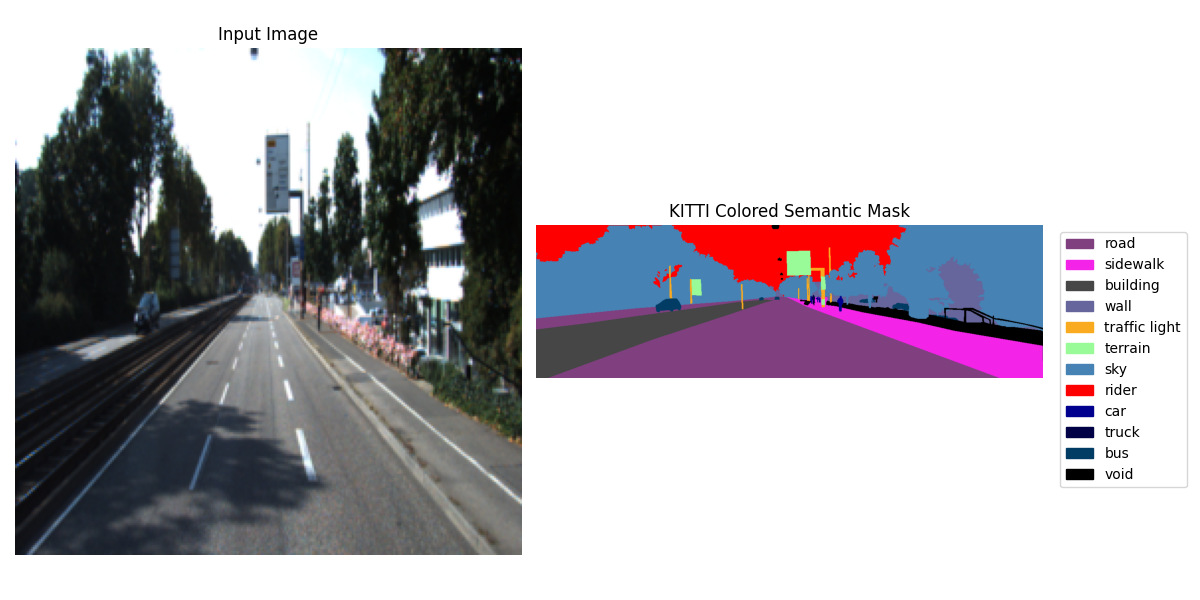 Input Image
KITTI Colored Semantic Mask
road
sidewalk
building
wall
traffic light
terrain
sky
rider
car
truck
bus
void